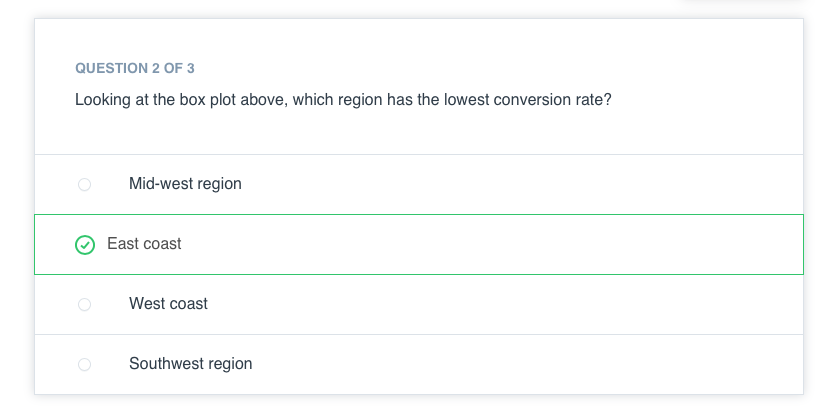 QUESTION 2 OF 3
Looking at the box plot above, which region has the lowest conversion rate?
Mid-west region
East coast
West coast
Southwest region